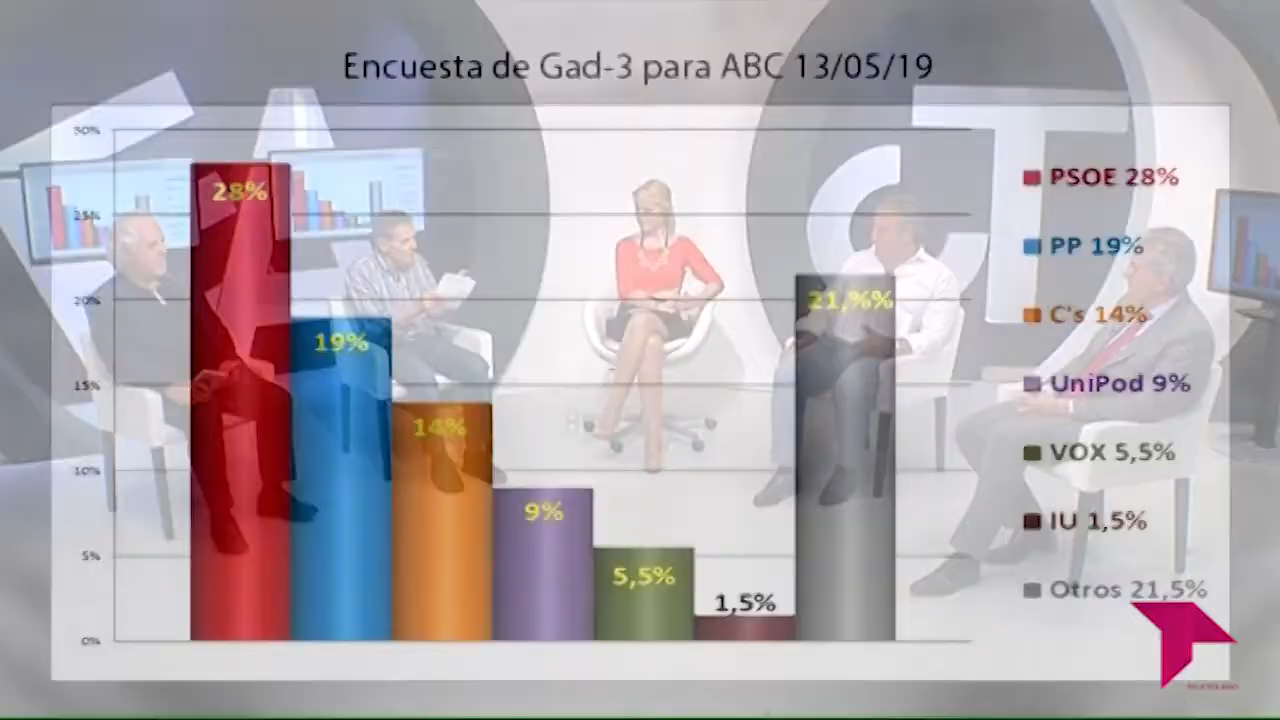 Encuesta de Gad-3 para ABC 13/05/19
30%
25%
20%
15%
10%
5%
0%
28%
19%
14%
9%
5,5%
1,5%
21,%%
PSOE 28%
PP 19%
C's 14%
UniPod 9%
VOX 5,5%
IU 1,5%
Otros 21,5%
CT